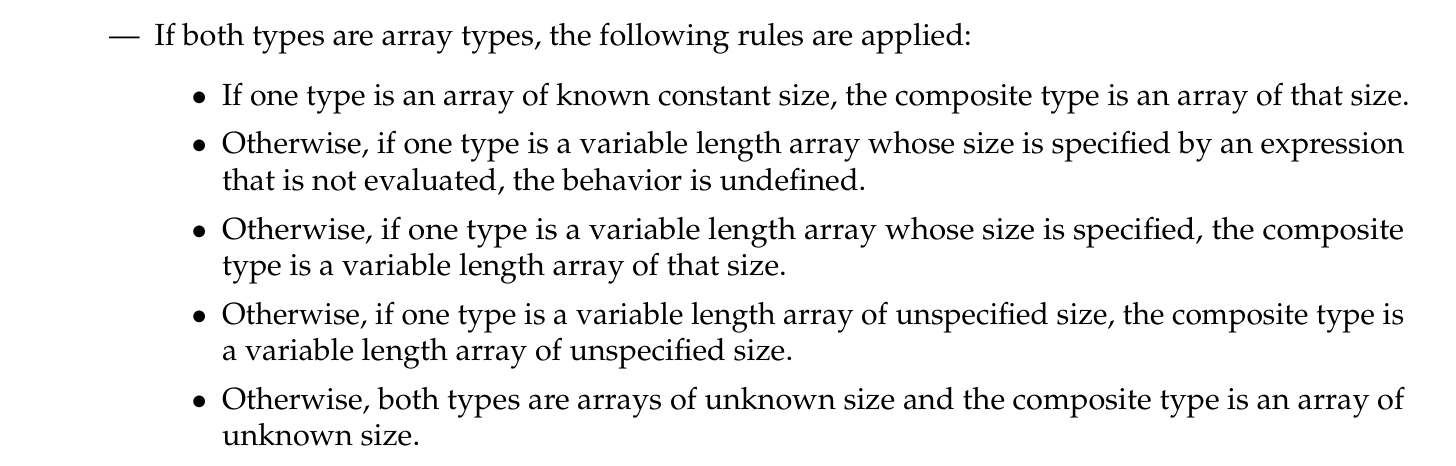 — If both types are array types, the following rules are applied:
• If one type is an array of known constant size, the composite type is an array of that size.
• Otherwise, if one type is a variable length array whose size is specified by an expression
that is not evaluated, the behavior is undefined.
• Otherwise, if one type is a variable length array whose size is specified, the composite
type is a variable length array of that size.
• Otherwise, if one type is a variable length array of unspecified size, the composite type is
a variable length array of unspecified size.
• Otherwise, both types are arrays of unknown size and the composite type is an array of
unknown size.